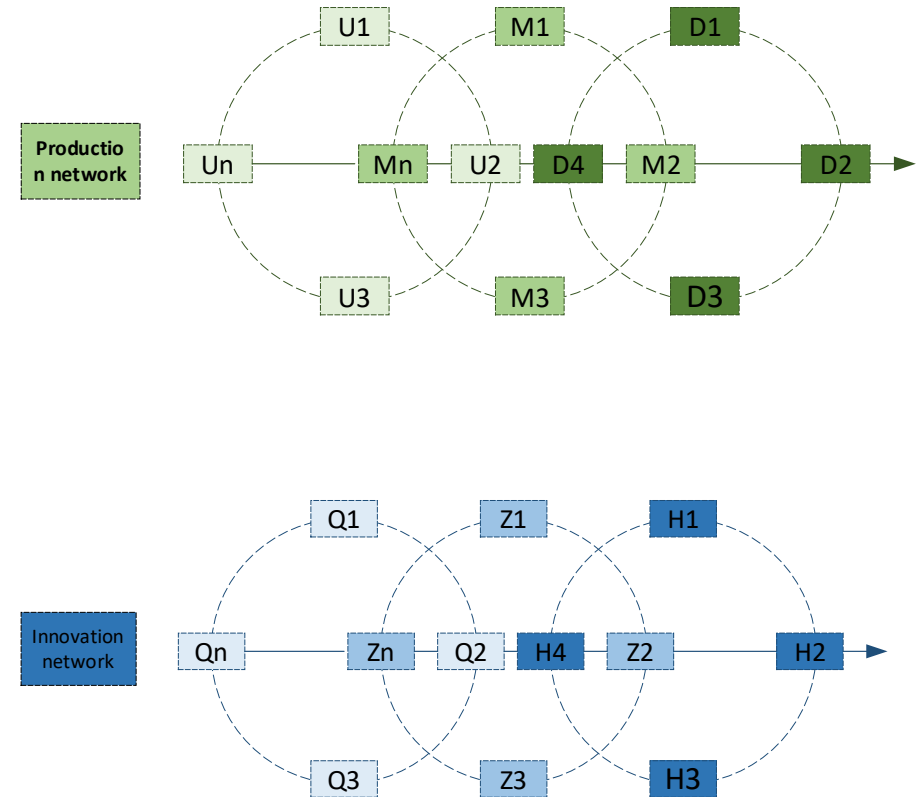 U1 M1 D1
Productio
n network
Un Mn U2 D4 M2 D2
U3 M3 D3
Q1 Z1 H1
Innovation
network
Qn Zn Q2 H4 Z2 H2
Q3 Z3 H3